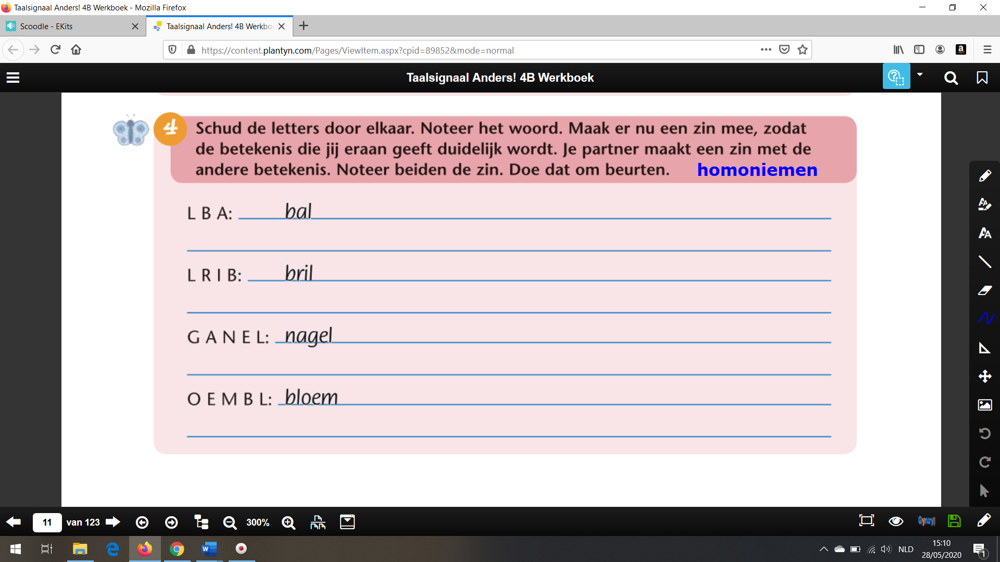 Taalsignaal Anders! 4B Werkboek - Mozilla Firefox
Scoodle - EKits
Taalsignaal Anders! 4B Werkbo
https://content.plantyn.com/Pages/ViewItem.aspx?cpid=89852&mode=normal
Taalsignaal Anders! 4B Werkboek
4 Schud de letters door elkaar. Noteer het woord. Maak er nu een zin mee, zodat
de betekenis die jij eraan geeft duidelijk wordt. Je partner maakt een zin met de
andere betekenis. Noteer beiden de zin. Doe dat om beurten. homoniemen
L B A: bal
L R I B: bril
G A N E L: nagel
O E M B L: bloem
11 van 123 300% Gynzy!
NLD 15:10
28/05/2020 1